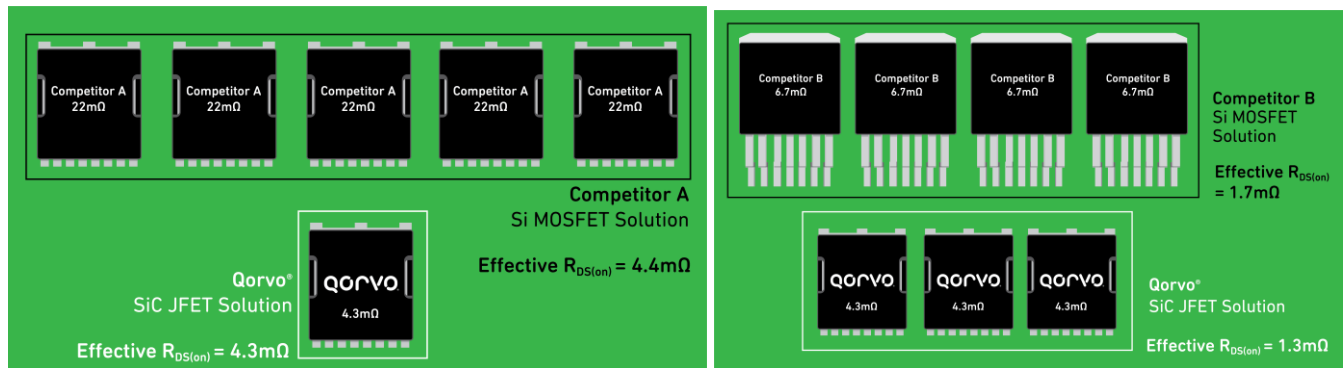 Competitor A
22mΩ
Competitor A
22mΩ
Competitor A
22mΩ
Competitor A
22mΩ
Competitor A
22mΩ
Competitor A
Si MOSFET Solution
Effective RDS(on) = 4.4mΩ
Qorvo®
SiC JFET Solution
Effective RDS(on) = 4.3mΩ
QORVO
4.3mΩ
Competitor B
6.7mΩ
Competitor B
6.7mΩ
Competitor B
6.7mΩ
Competitor B
6.7mΩ
Competitor B
Si MOSFET
Solution
Effective RDS(on)
= 1.7mΩ
QORVO
4.3mΩ
QORVO
4.3mΩ
QORVO
4.3mΩ
Qorvo®
SiC JFET Solution
Effective RDS(on) = 1.3mΩ